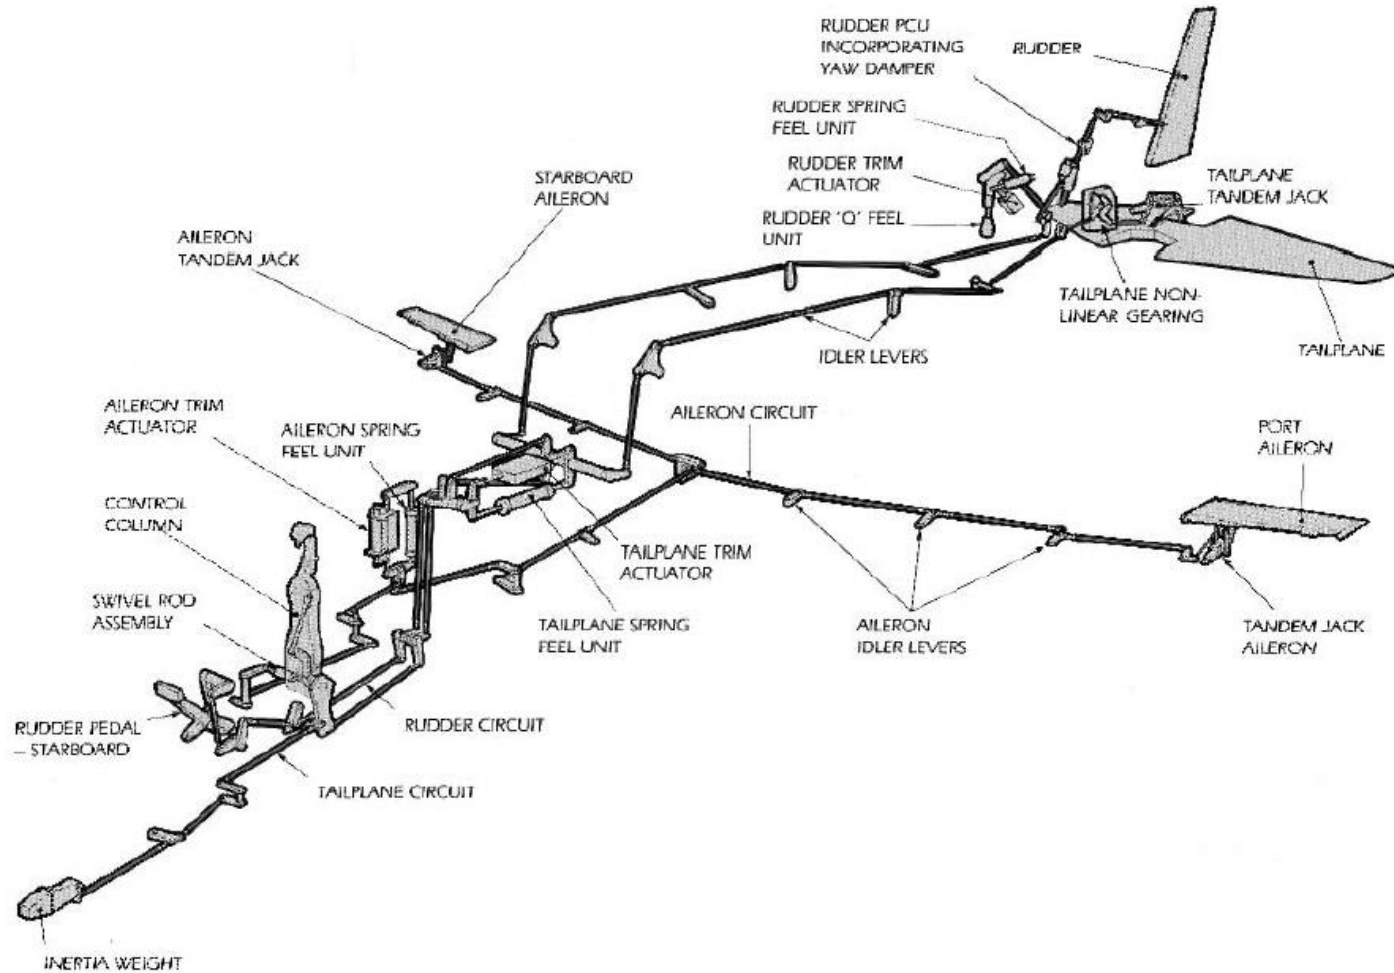 RUDDER PCU
INCORPORATING
YAW DAMPER
RUDDER
RUDDER SPRING
FEEL UNIT
RUDDER TRIM
ACTUATOR
RUDDER 'Q' FEEL
UNIT
TAILPLANE
TANDEM JACK
STARBOARD
AILERON
AILERON
TANDEM JACK
TAILPLANE NON-
LINEAR GEARING
IDLER LEVERS
TAILPLANE
AILERON TRIM
ACTUATOR
AILERON SPRING
FEEL UNIT
AILERON CIRCUIT
PORT
AILERON
CONTROL
COLUMN
TAILPLANE TRIM
ACTUATOR
SWIVEL ROD
ASSEMBLY
TAILPLANE SPRING
FEEL UNIT
AILERON
IDLER LEVERS
TANDEM JACK
AILERON
RUDDER PEDAL
– STARBOARD
RUDDER CIRCUIT
TAILPLANE CIRCUIT
INERTIA WEIGHT